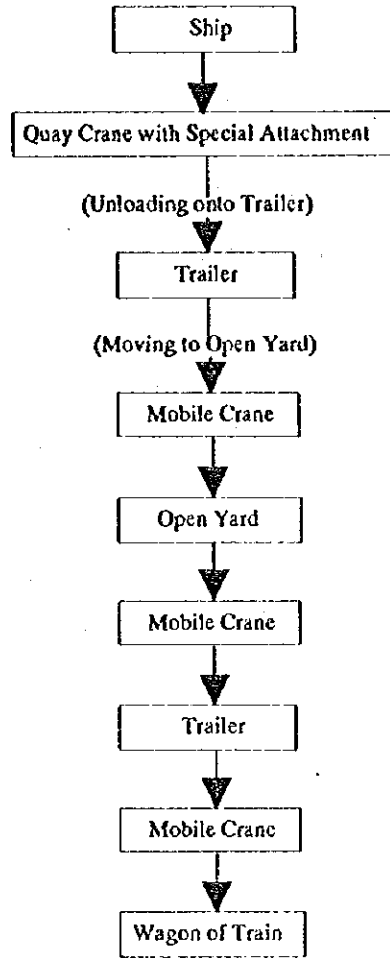 Ship
Quay Crane with Special Attachment
(Unloading onto Trailer)
Trailer
(Moving to Open Yard)
Mobile Crane
Open Yard
Mobile Crane
Trailer
Mobile Crane
Wagon of Train